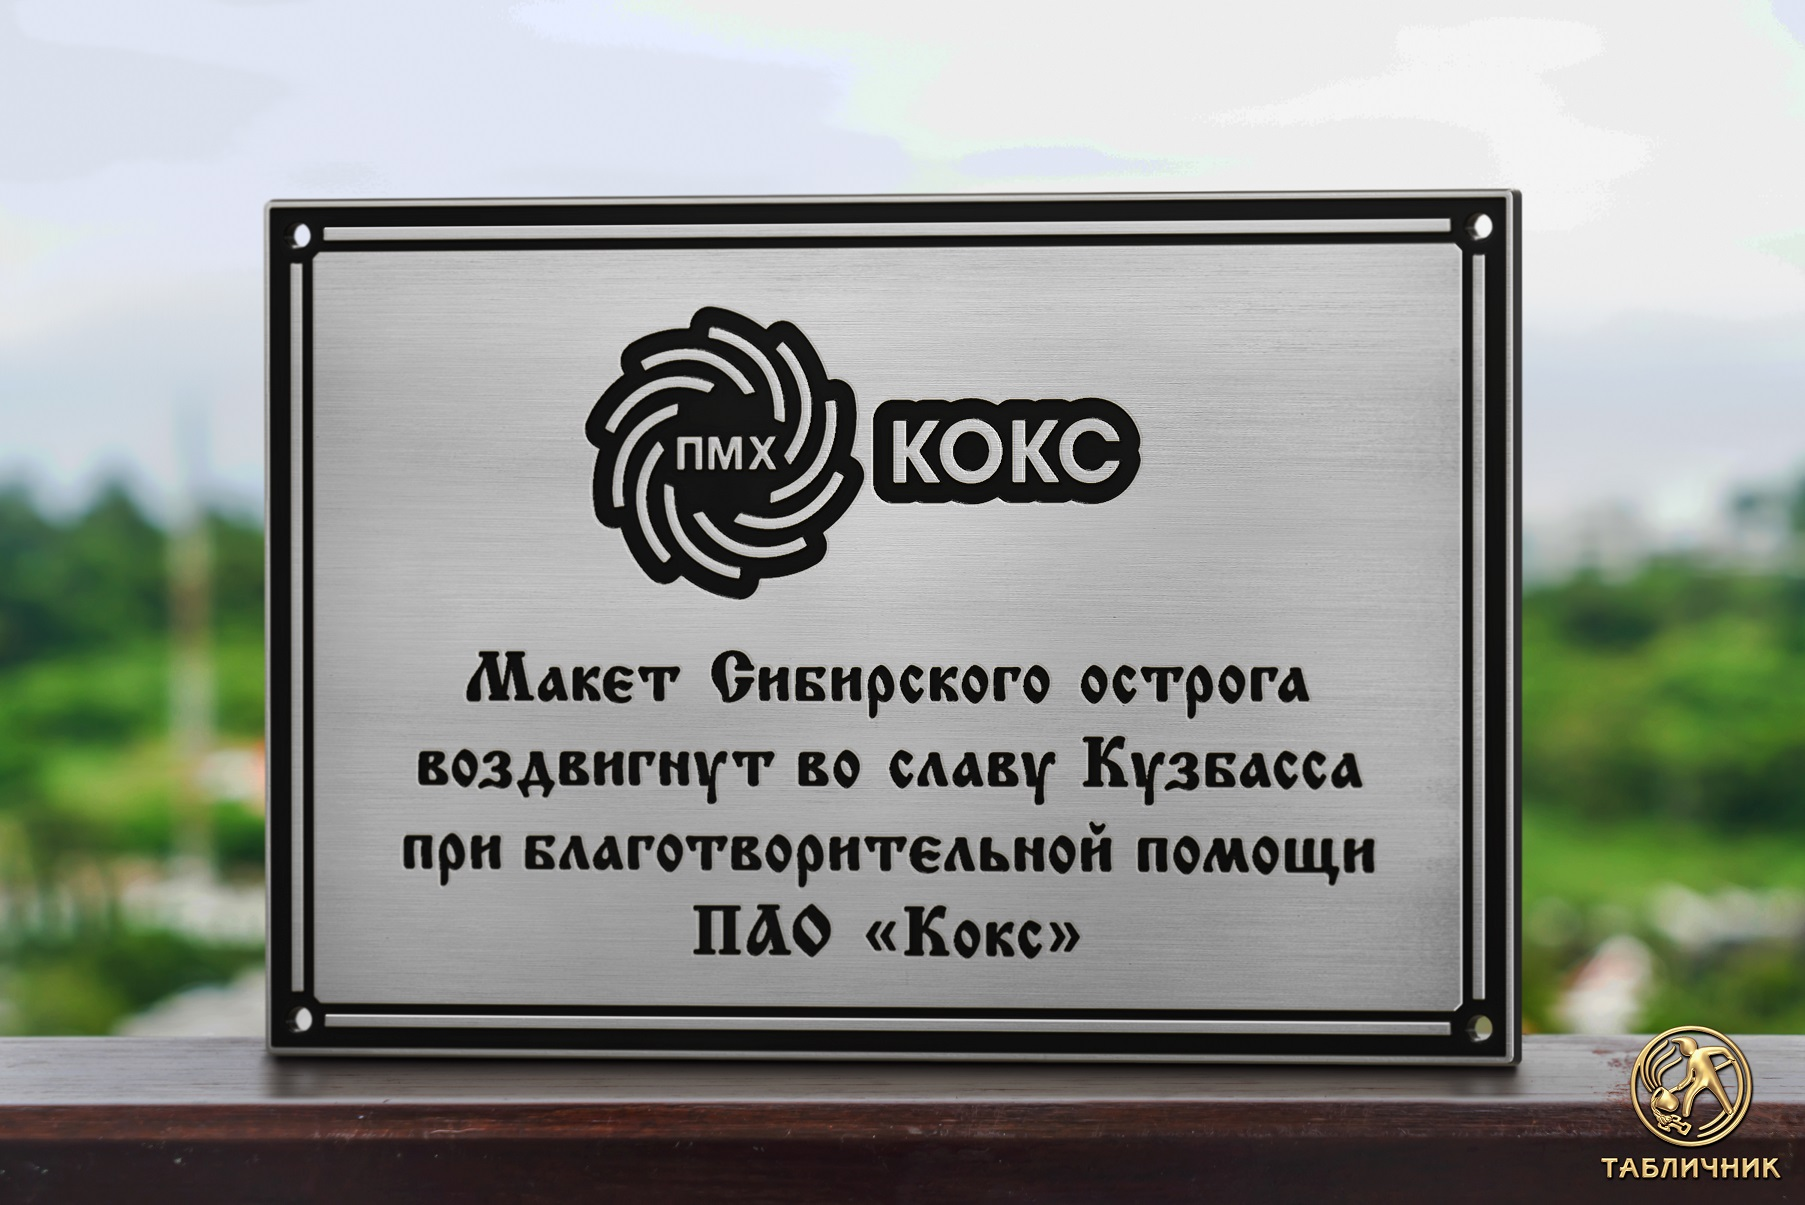 ПМХ КОКС
Макет Сибирского острога
воздвигнут во славу Кузбасса
при благотворительной помощи
ПАО «Кокс»
ТАБЛИЧНИК